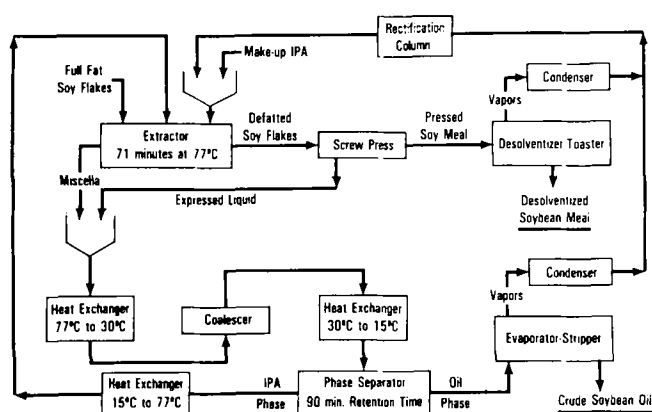 Rectification
Column
Make-up IPA
Full Fat
Soy Flakes
Condenser
Vapors
Extractor
71 minutes at 77°C
Defatted
Soy Flakes
Screw Press
Pressed
Soy Meal
Desolventizer Toaster
Miscella
Expressed Liquid
Desolventized
Soybean Meal
Condenser
Vapors
Heat Exchanger
77°C to 30°C
Coalescer
Heat Exchanger
30°C to 15°C
Evaporator-Stripper
Heat Exchanger
15°C to 77°C
IPA
Phase
Phase Separator
90 min. Retention Time
Oil
Phase
Crude Soybean Oil